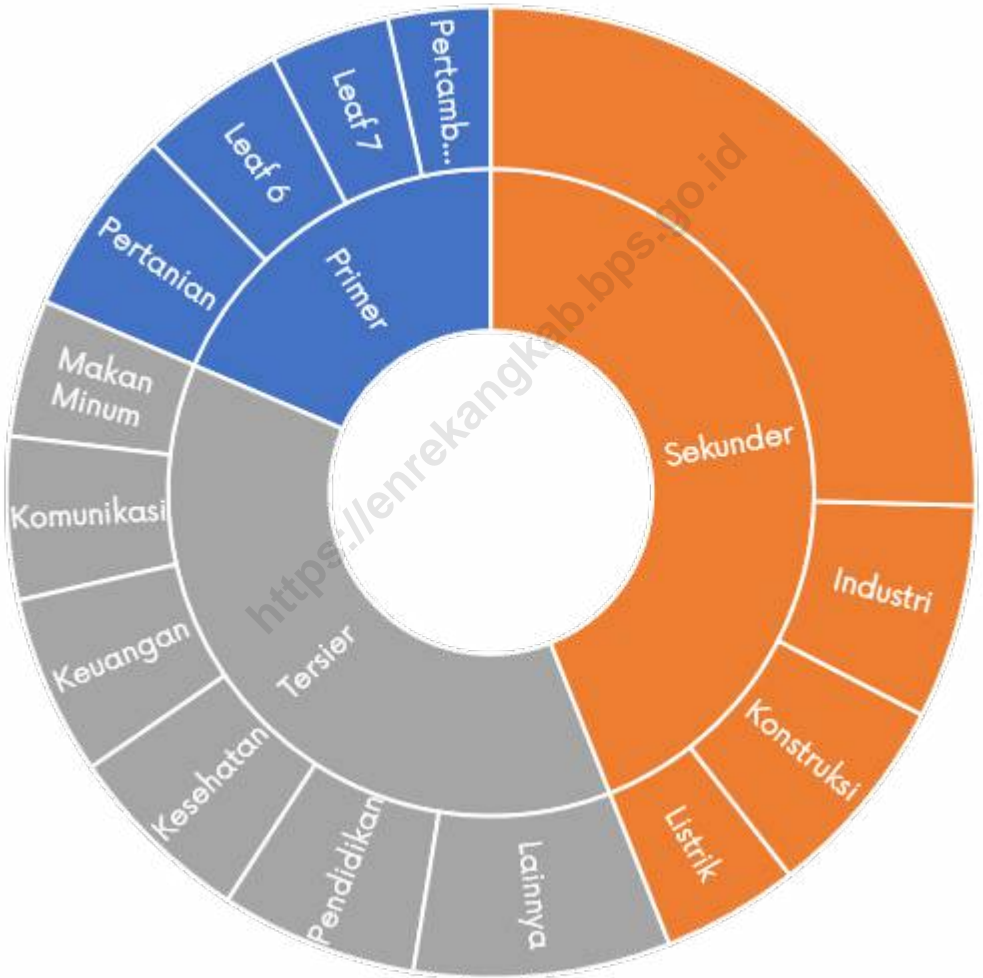 Pertamb...
Leaf 7
Leaf 6
Pertanian
Primer
Makan
Minum
Komunikasi
Keuangan
Kesehatan
Pendidikan
Lainnya
Tersier
Sekunder
Industri
Konstruksi
Listrik
https://enrekangkab.bps.go.id